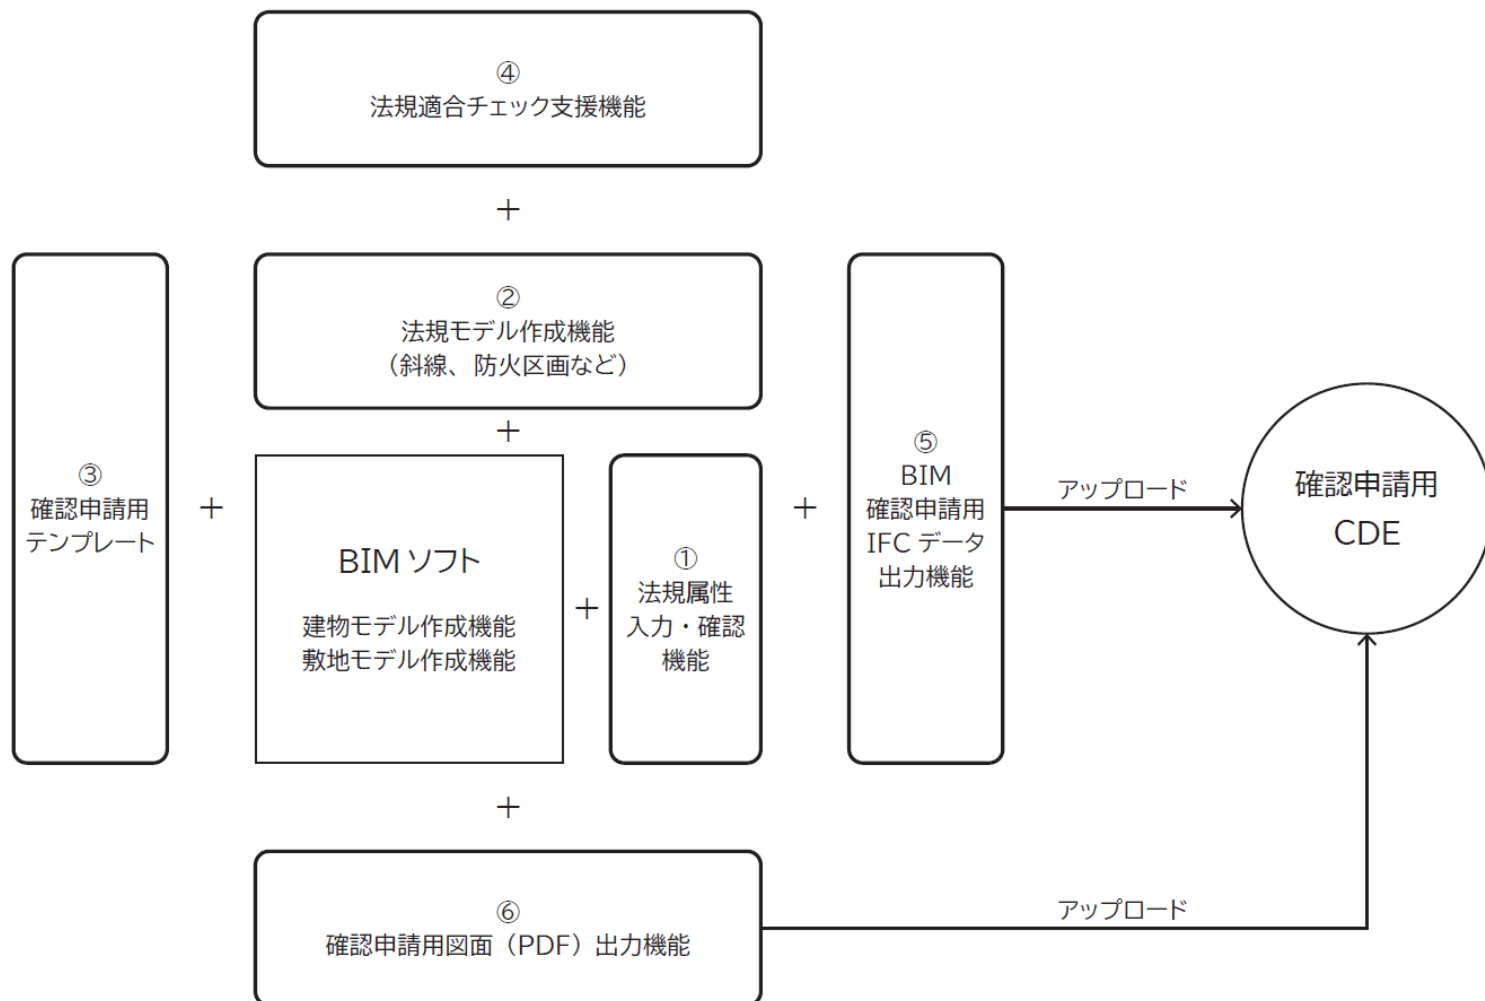 ④
法規適合チェック支援機能
+
②
法規モデル作成機能
（斜線、防火区画など）
+
③
確認申請用
テンプレート
+
BIM ソフト
建物モデル作成機能
敷地モデル作成機能
+
①
法規属性
入力・確認
機能
+
⑤
BIM
確認申請用
IFC データ
出力機能
アップロード
確認申請用
CDE
+
⑥
確認申請用図面（PDF）出力機能
アップロード